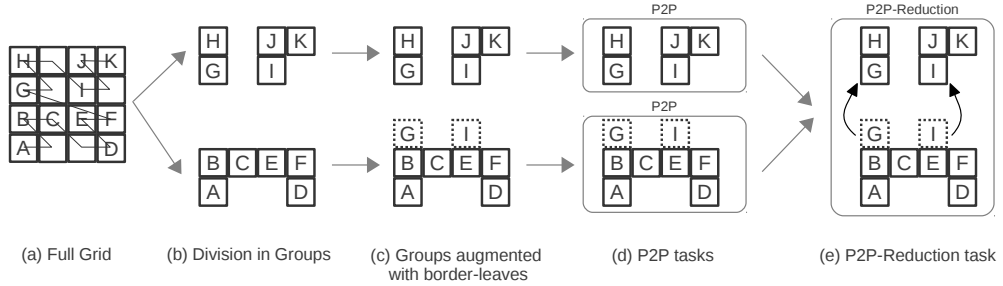 P2P
P2P-Reduction
H J K
G I
B C E F
A D
H J K
G I
H J K
G I
H J K
G I
H J K
G I
P2P
B C E F
A D
G I
B C E F
A D
G I
B C E F
A D
G I
B C E F
A D
(a) Full Grid
(b) Division in Groups
(c) Groups augmented
with border-leaves
(d) P2P tasks
(e) P2P-Reduction task